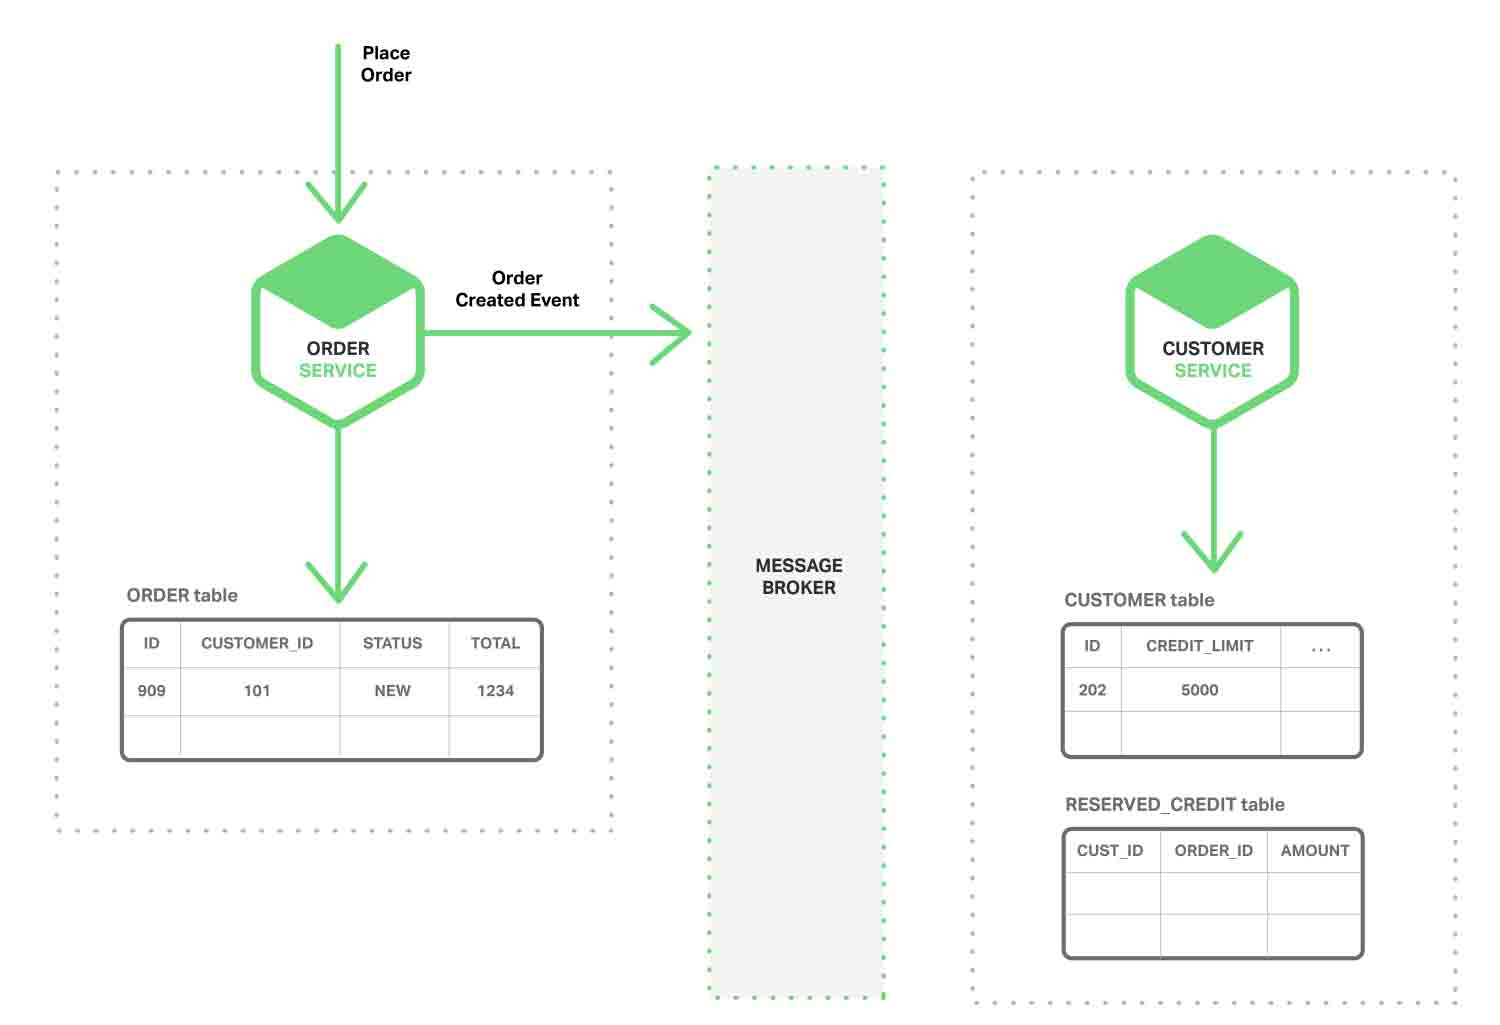 Place
Order
Order
Created Event
ORDER
SERVICE
CUSTOMER
SERVICE
MESSAGE
BROKER
ORDER table
ID CUSTOMER_ID STATUS TOTAL
909 101 NEW 1234
CUSTOMER table
ID CREDIT_LIMIT ...
202 5000
RESERVED_CREDIT table
CUST_ID ORDER_ID AMOUNT